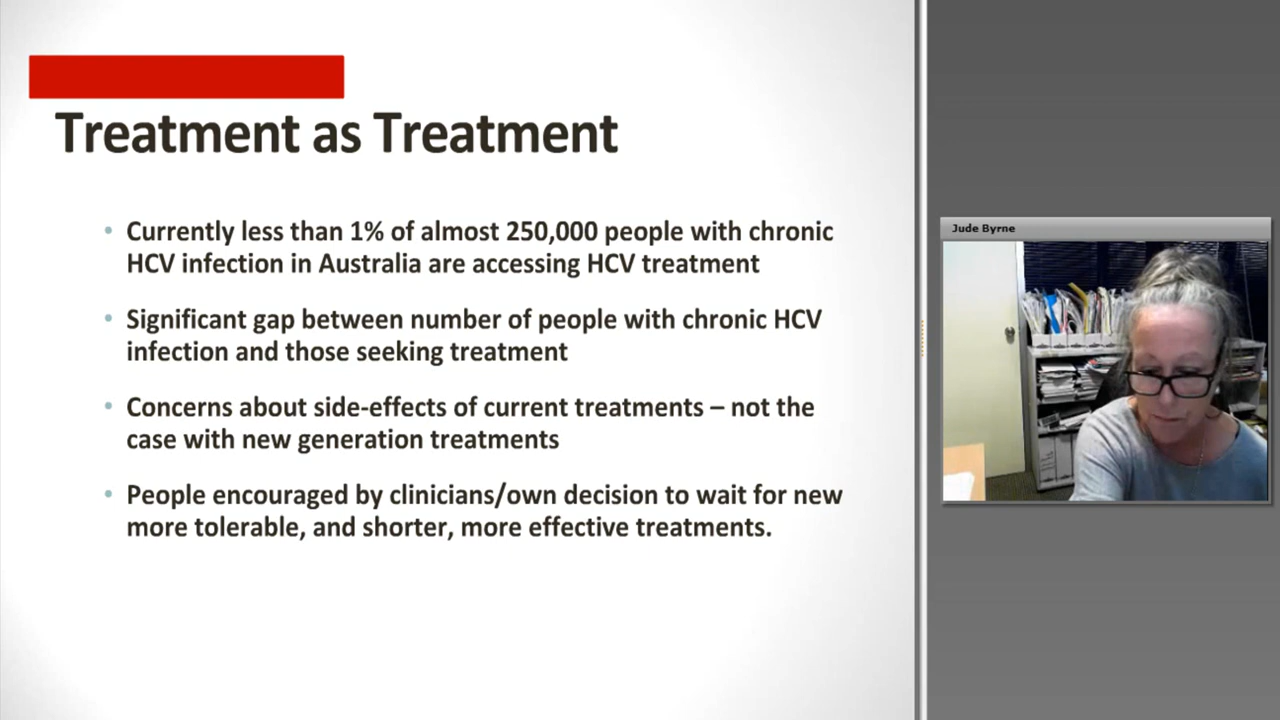 Treatment as Treatment
• Currently less than 1% of almost 250,000 people with chronic
HCV infection in Australia are accessing HCV treatment
• Significant gap between number of people with chronic HCV
infection and those seeking treatment
• Concerns about side-effects of current treatments – not the
case with new generation treatments
• People encouraged by clinicians/own decision to wait for new
more tolerable, and shorter, more effective treatments.
Jude Byrne